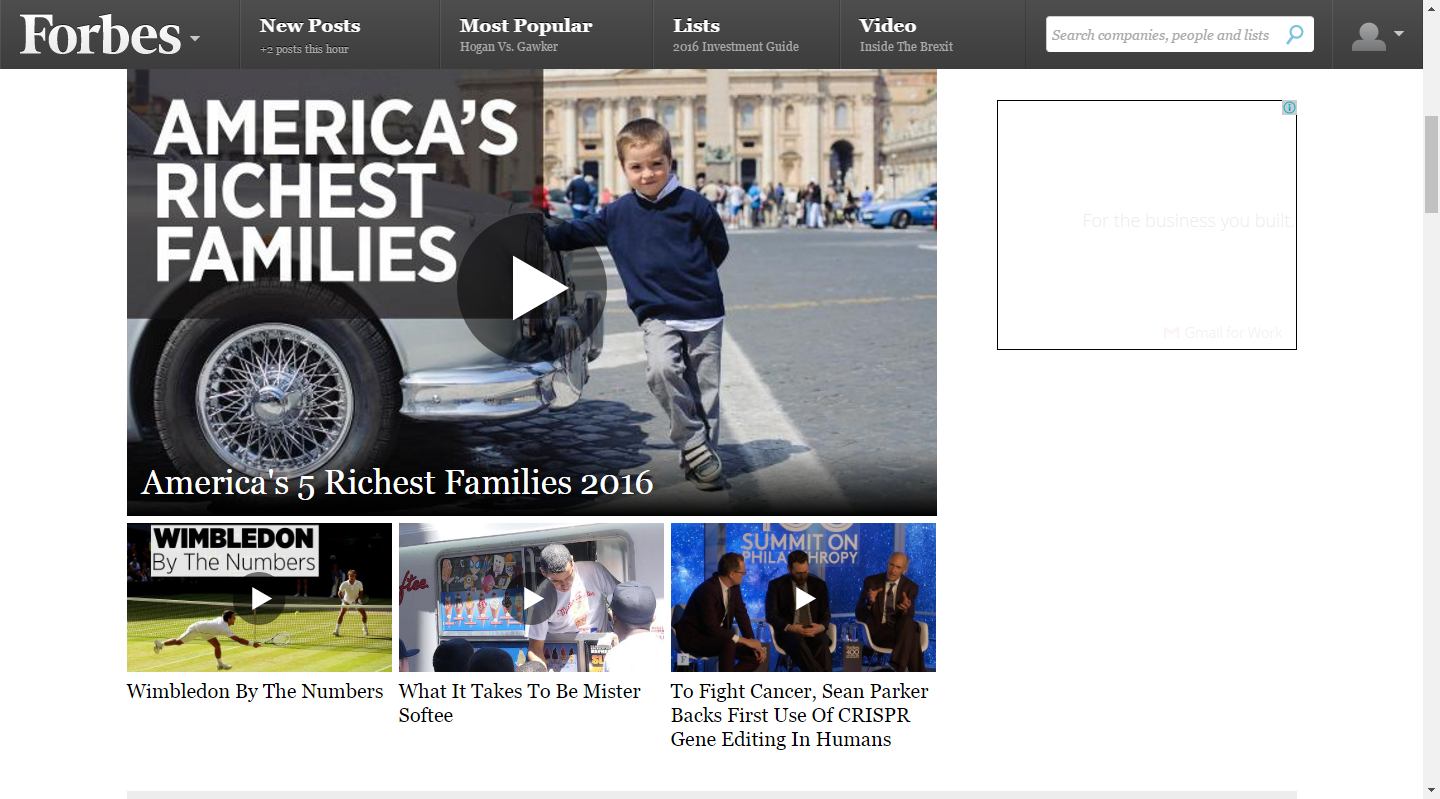 Forbes
New Posts
+2 posts this hour
Most Popular
Hogan Vs. Gawker
Lists
2016 Investment Guide
Video
Inside The Brexit
Search companies, people and lists
AMERICA'S
RICHEST
FAMILIES
America's 5 Richest Families 2016
For the business you built.
Gmail for Work
WIMBLEDON
By The Numbers
SUMMIT ON
PHILANTHROPY
Wimbledon By The Numbers
What It Takes To Be Mister
Softee
To Fight Cancer, Sean Parker
Backs First Use Of CRISPR
Gene Editing In Humans